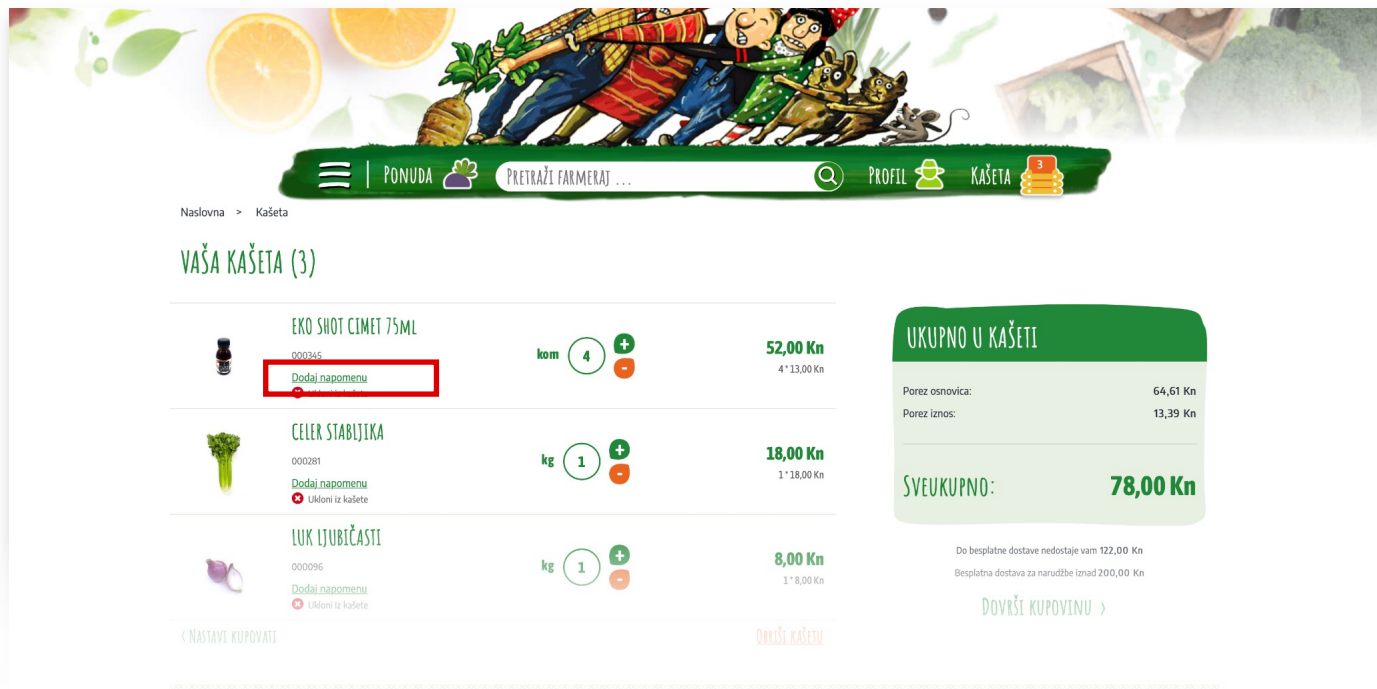 PONUDA
PRETRAŽI FARMERAJ ...
PROFIL
KAŠETA
3
Naslovna > Kašeta
VAŠA KAŠETA (3)
EKO SHOT CIMET 75ML
000345
Dodaj napomenu
Ukloni iz kašete
kom 4 + -
52,00 Kn
4 * 13,00 Kn
CELER STABLJIKA
000281
Dodaj napomenu
Ukloni iz kašete
kg 1 + -
18,00 Kn
1 * 18,00 Kn
LUK LJUBIČASTI
000096
Dodaj napomenu
Ukloni iz kašete
kg 1 + -
8,00 Kn
1 * 8,00 Kn
< NASTAVI KUPOVATI
OBRIŠI KAŠETU
UKUPNO U KAŠETI
Porez osnovica: 64,61 Kn
Porez iznos: 13,39 Kn
SVEUKUPNO: 78,00 Kn
Do besplatne dostave nedostaje vam 122,00 Kn
Besplatna dostava za narudžbe iznad 200,00 Kn
DOVRŠI KUPOVINU >